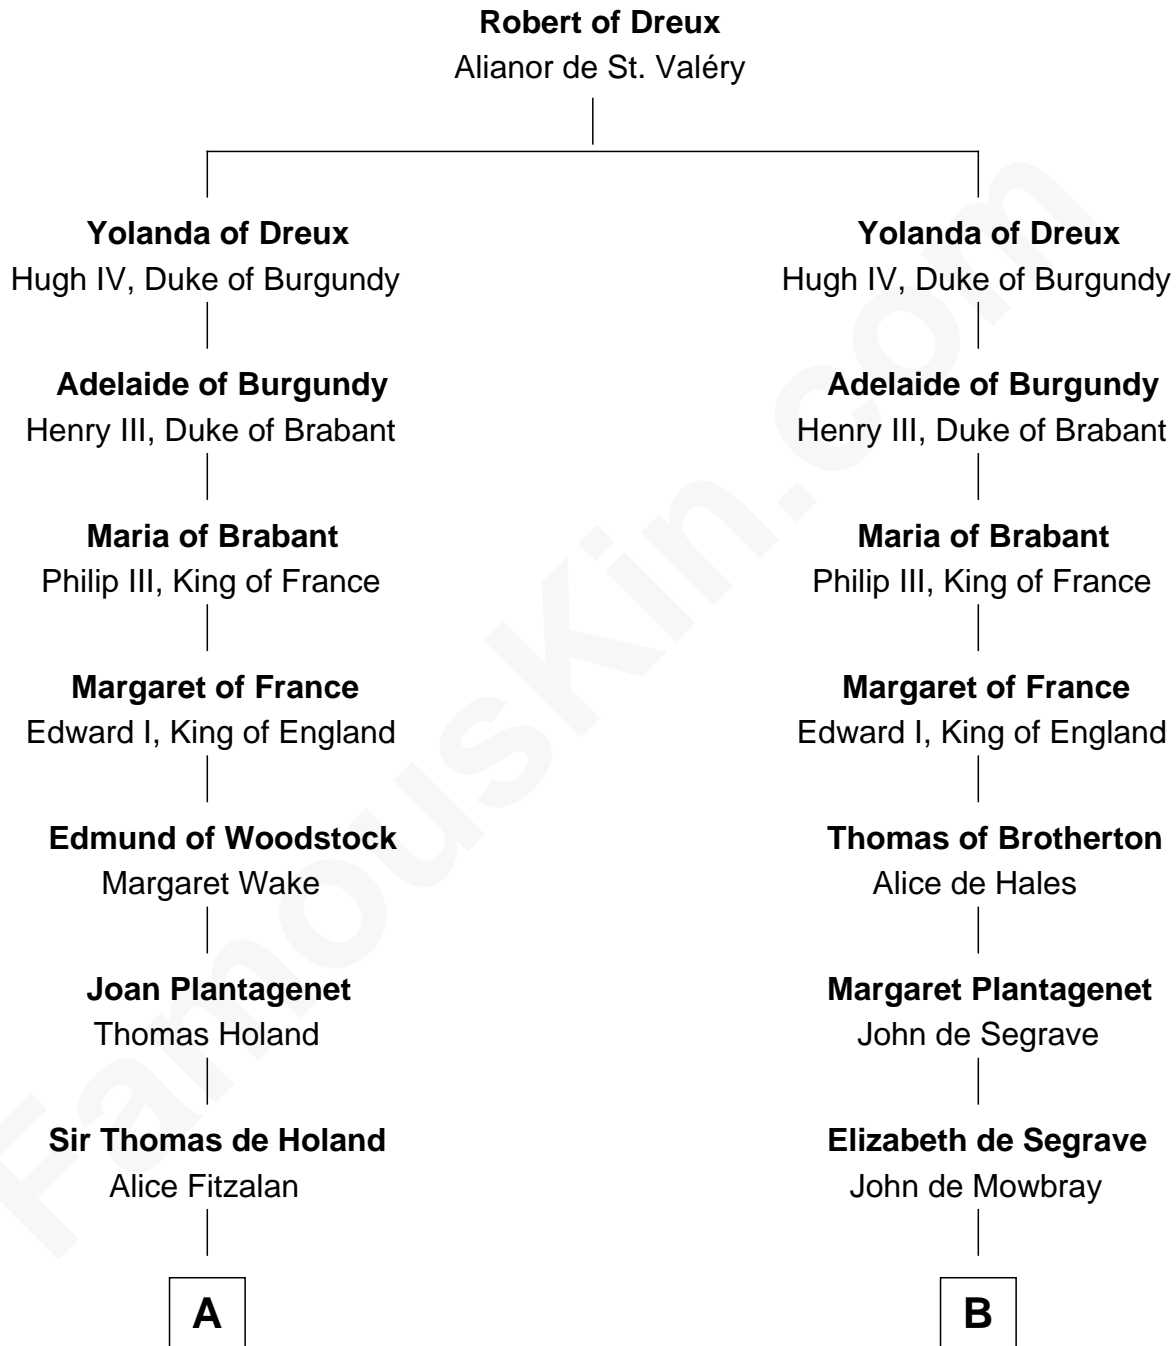 Robert of Dreux
Alianor de St. Valéry
Yolanda of Dreux
Hugh IV, Duke of Burgundy
Yolanda of Dreux
Hugh IV, Duke of Burgundy
Adelaide of Burgundy
Henry III, Duke of Brabant
Adelaide of Burgundy
Henry III, Duke of Brabant
Maria of Brabant
Philip III, King of France
Maria of Brabant
Philip III, King of France
Margaret of France
Edward I, King of England
Margaret of France
Edward I, King of England
Edmund of Woodstock
Margaret Wake
Thomas of Brotherton
Alice de Hales
Joan Plantagenet
Thomas Holand
Margaret Plantagenet
John de Segrave
Sir Thomas de Holand
Alice Fitzalan
Elizabeth de Segrave
John de Mowbray
A
B
FamousKin.com